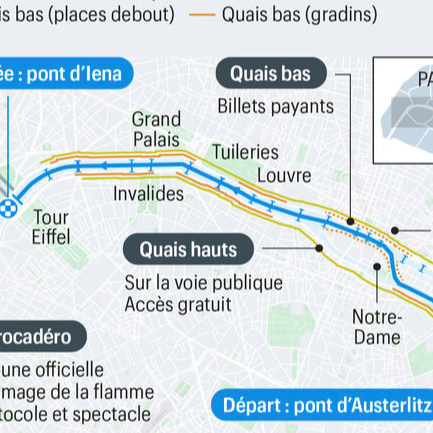 is bas (places debout) — Quais bas (gradins)
ée : pont d'Iena
Quais bas
Billets payants
PA
Grand
Palais
Tuileries
Louvre
Invalides
Tour
Eiffel
Quais hauts
Sur la voie publique
Accès gratuit
Notre-
Dame
rocadéro
une officielle
mage de la flamme
tocole et spectacle
Départ : pont d'Austerlitz